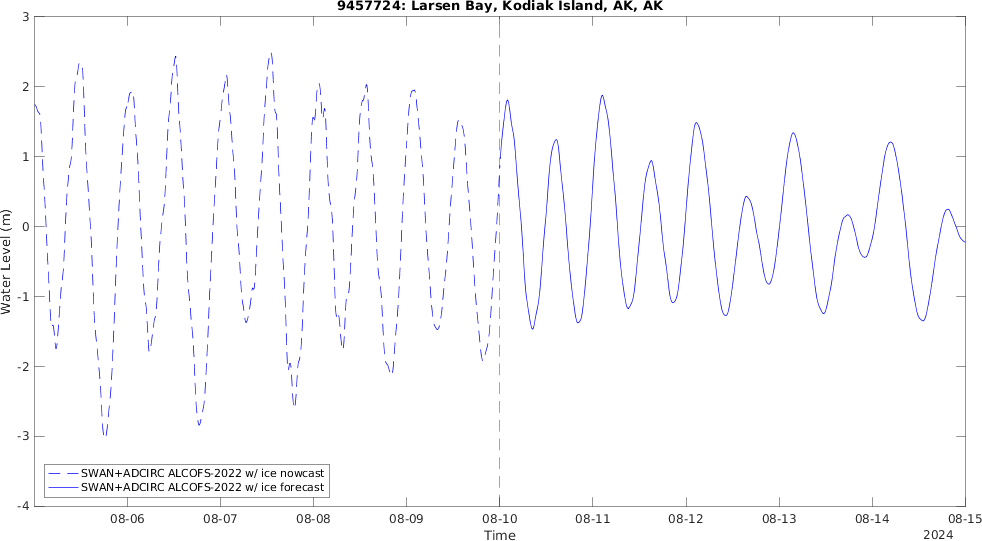 9457724: Larsen Bay, Kodiak Island, AK, AK
3
2
1
0
-1
-2
-3
-4
Water Level (m)
SWAN+ADCIRC ALCOFS-2022 w/ ice nowcast
SWAN+ADCIRC ALCOFS-2022 w/ ice forecast
08-06 08-07 08-08 08-09 08-10 08-11 08-12 08-13 08-14 08-15
Time
2024